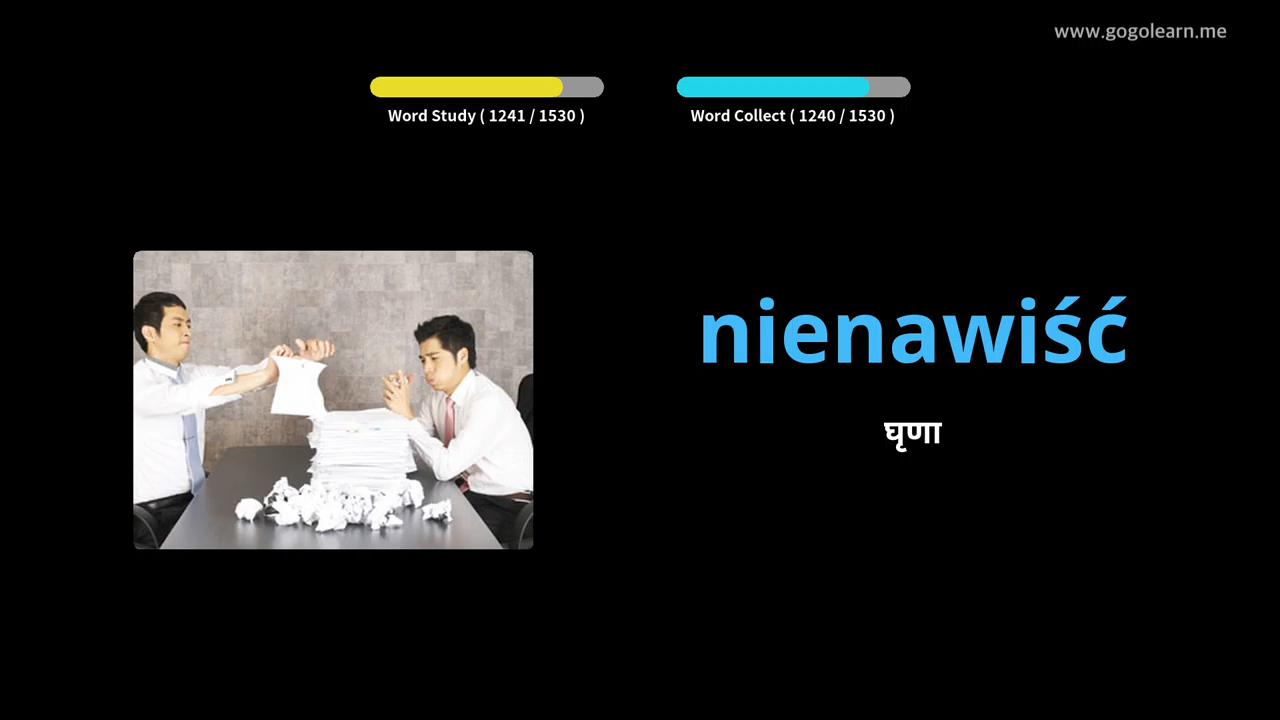 www.gogolearn.me
Word Study ( 1241 / 1530 )
Word Collect ( 1240 / 1530 )
nienawiść
घृणा